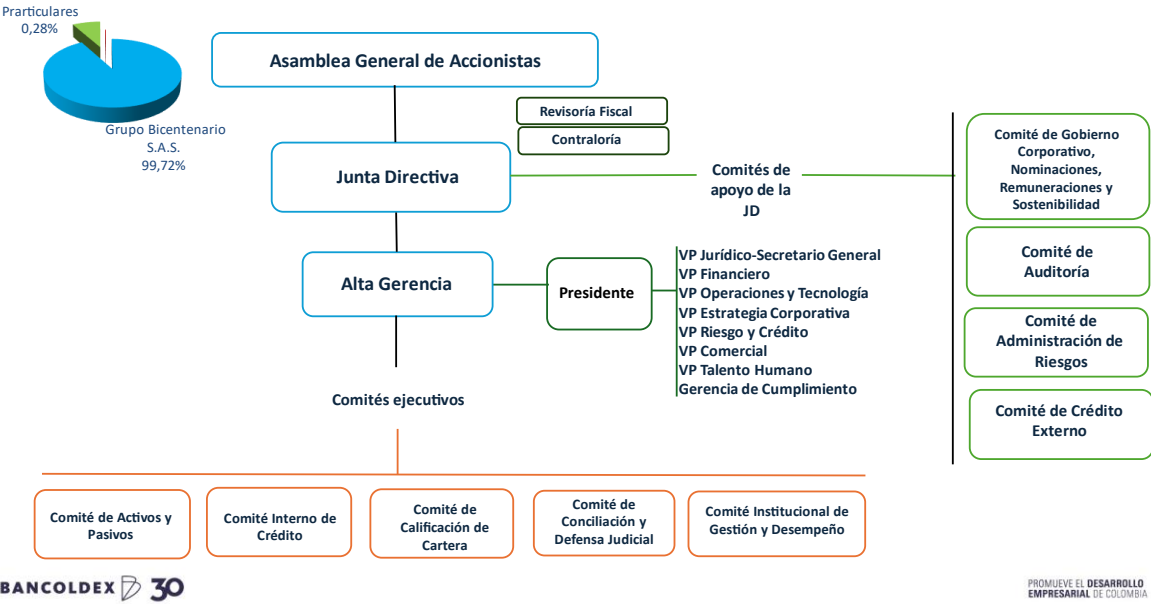 Prarticulares
0,28%
Grupo Bicentenario
S.A.S.
99,72%
Asamblea General de Accionistas
Revisoría Fiscal
Contraloría
Junta Directiva
Comités de
apoyo de la
JD
Comité de Gobierno
Corporativo,
Nominaciones,
Remuneraciones y
Sostenibilidad
Comité de
Auditoría
Comité de
Administración de
Riesgos
Comité de Crédito
Externo
Alta Gerencia
Presidente
VP Jurídico-Secretario General
VP Financiero
VP Operaciones y Tecnología
VP Estrategia Corporativa
VP Riesgo y Crédito
VP Comercial
VP Talento Humano
Gerencia de Cumplimiento
Comités ejecutivos
Comité de Activos y
Pasivos
Comité Interno de
Crédito
Comité de
Calificación de
Cartera
Comité de
Conciliación y
Defensa Judicial
Comité Institucional de
Gestión y Desempeño
BANCOLDEX 30
PROMUEVE EL DESARROLLO
EMPRESARIAL DE COLOMBIA